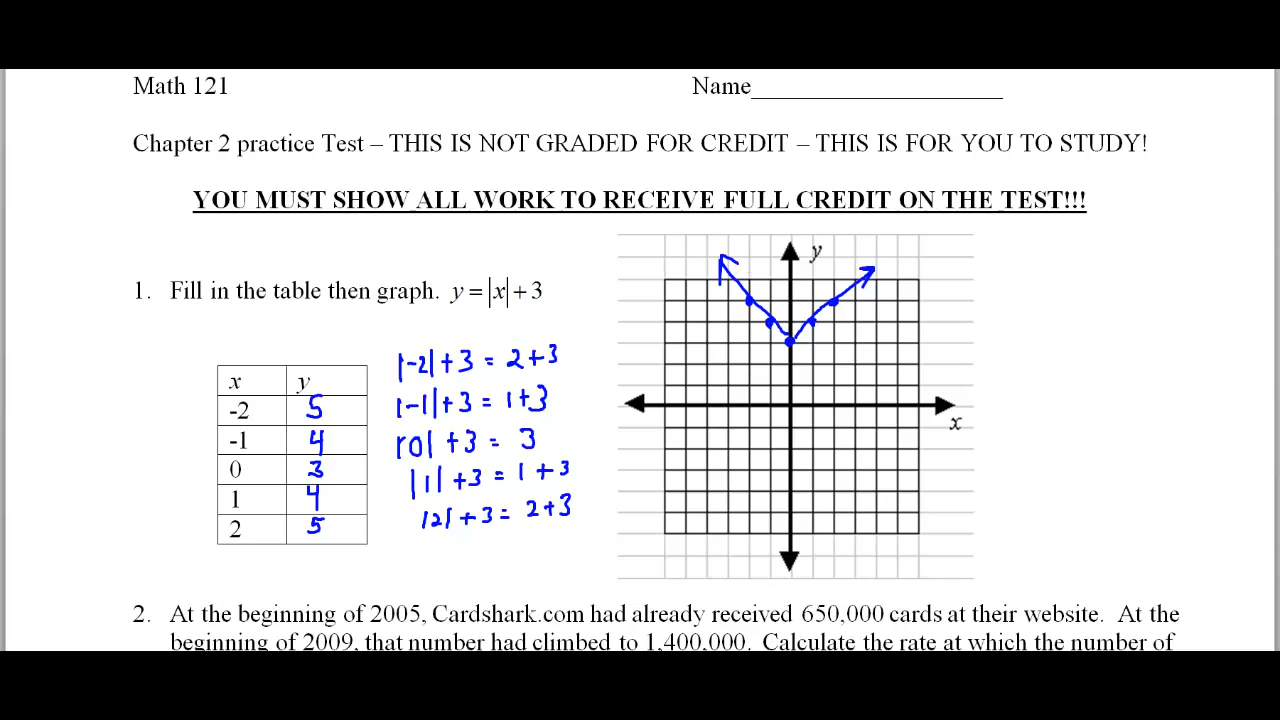 Math 121 Name____________________
Chapter 2 practice Test – THIS IS NOT GRADED FOR CREDIT – THIS IS FOR YOU TO STUDY!
YOU MUST SHOW ALL WORK TO RECEIVE FULL CREDIT ON THE TEST!!!
1. Fill in the table then graph. y = |x| + 3
x y
-2 5
-1 4
0 3
1 4
2 5
|-2| + 3 = 2 + 3
|-1| + 3 = 1 + 3
|0| + 3 = 3
|1| + 3 = 1 + 3
|2| + 3 = 2 + 3
y
x
2. At the beginning of 2005, Cardshark.com had already received 650,000 cards at their website. At the
beginning of 2009, that number had climbed to 1,400,000. Calculate the rate at which the number of